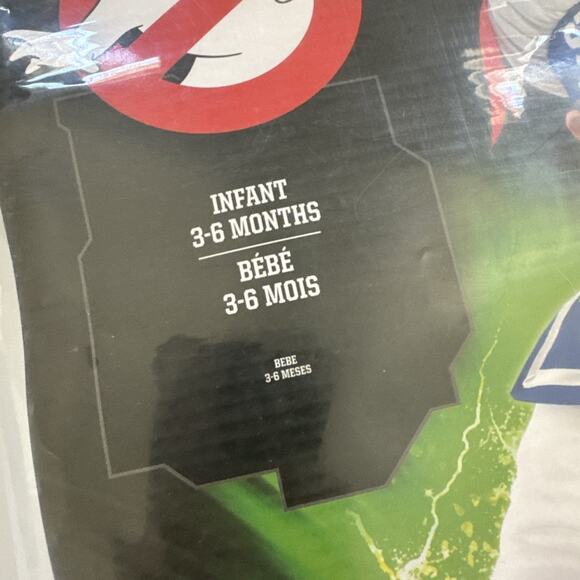 INFANT
3-6 MONTHS
BÉBÉ
3-6 MOIS
BEBE
3-6 MESES